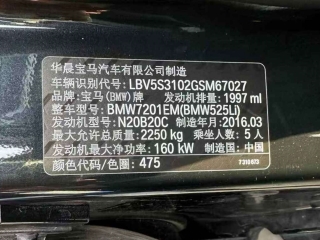 华晨宝马汽车有限公司制造
车辆识别代号: LBV5S3102GSM67027
品牌: 宝马(BMW)牌 发动机排量: 1997 ml
整车型号: BMW7201EM(BMW525Li)
发动机型号: N20B20C 制造年月: 2016.03
最大允许总质量: 2250 kg 乘坐人数: 5 人
发动机最大净功率: 160 kW 制造国: 中国
颜色代码/色圈: 475
7310673